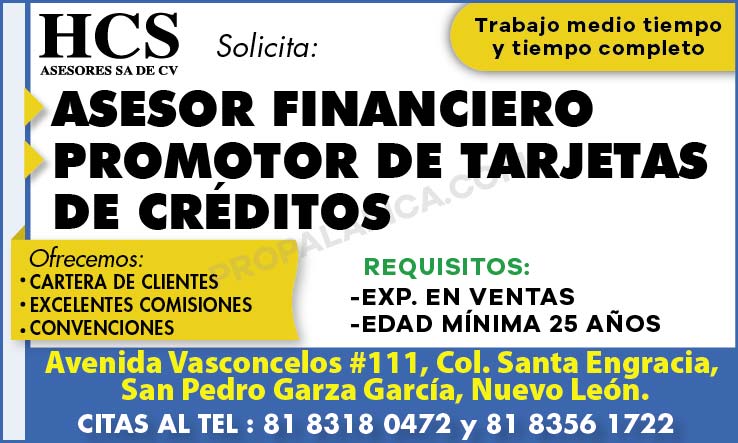 HCS
ASESORES SA DE CV
Solicita:
Trabajo medio tiempo
y tiempo completo
ASESOR FINANCIERO
PROMOTOR DE TARJETAS
DE CRÉDITOS
Ofrecemos:
• CARTERA DE CLIENTES
• EXCELENTES COMISIONES
• CONVENCIONES
REQUISITOS:
-EXP. EN VENTAS
-EDAD MÍNIMA 25 AÑOS
Avenida Vasconcelos #111, Col. Santa Engracia,
San Pedro Garza García, Nuevo León.
CITAS AL TEL : 81 8318 0472 y 81 8356 1722
PROPALAFICA.COM